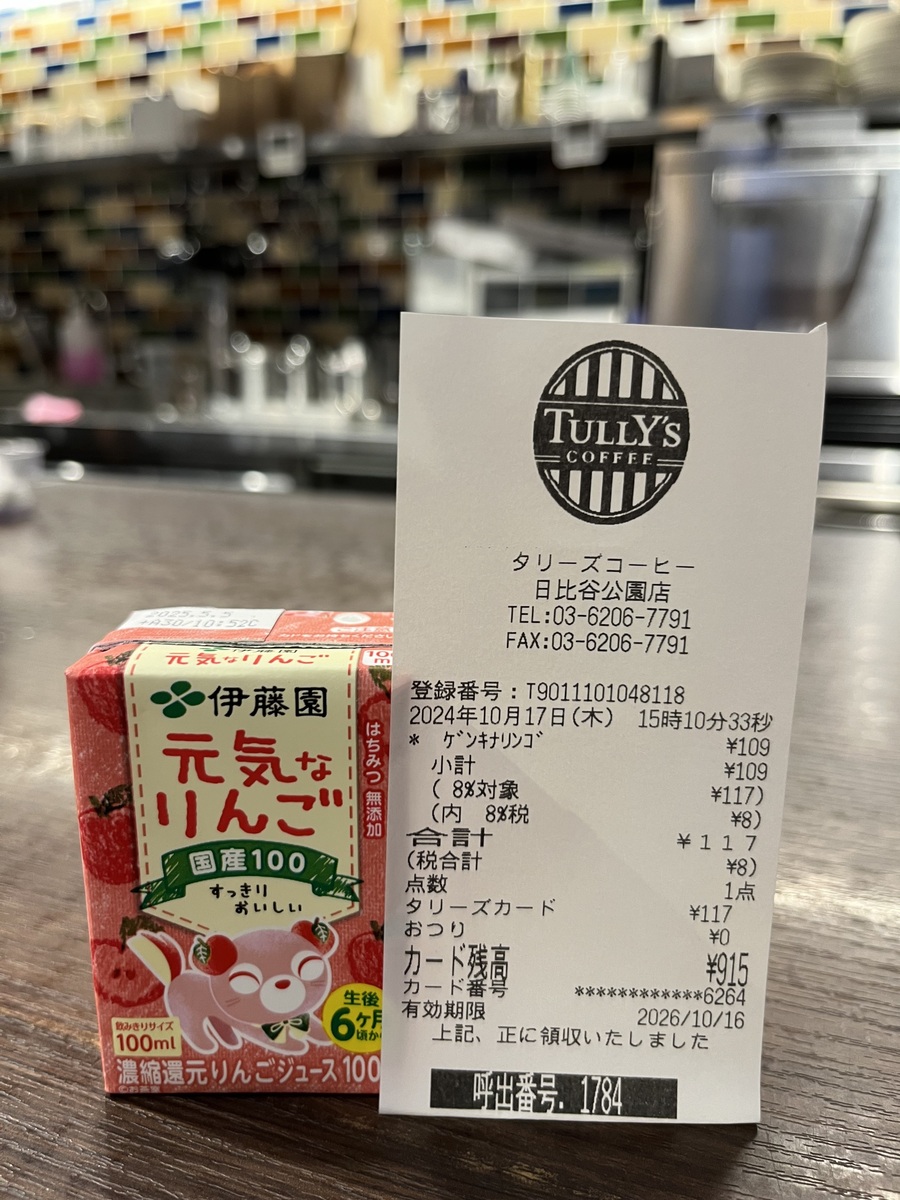 2025.5.5
+A30/10:52C
元気なりんご
伊藤園
元気な
りんご
国産100
すっきり
おいしい
はちみつ 無添加
生後
6ヶ月
頃から
飲みきりサイズ
100ml
濃縮還元りんごジュース100
TULLY'S
COFFEE
タリーズコーヒー
日比谷公園店
TEL:03-6206-7791
FAX:03-6206-7791
登録番号:T9011101048118
2024年10月17日(木) 15時10分33秒
* ｹﾞﾝｷﾅﾘﾝｺﾞ ¥109
小計 ¥109
( 8%対象 ¥117)
(内 8%税 ¥8)
合計 ¥117
(税合計 ¥8)
点数 1点
タリーズカード ¥117
おつり ¥0
カード残高 ¥915
カード番号 ************6264
有効期限 2026/10/16
上記、正に領収いたしました
呼出番号. 1784